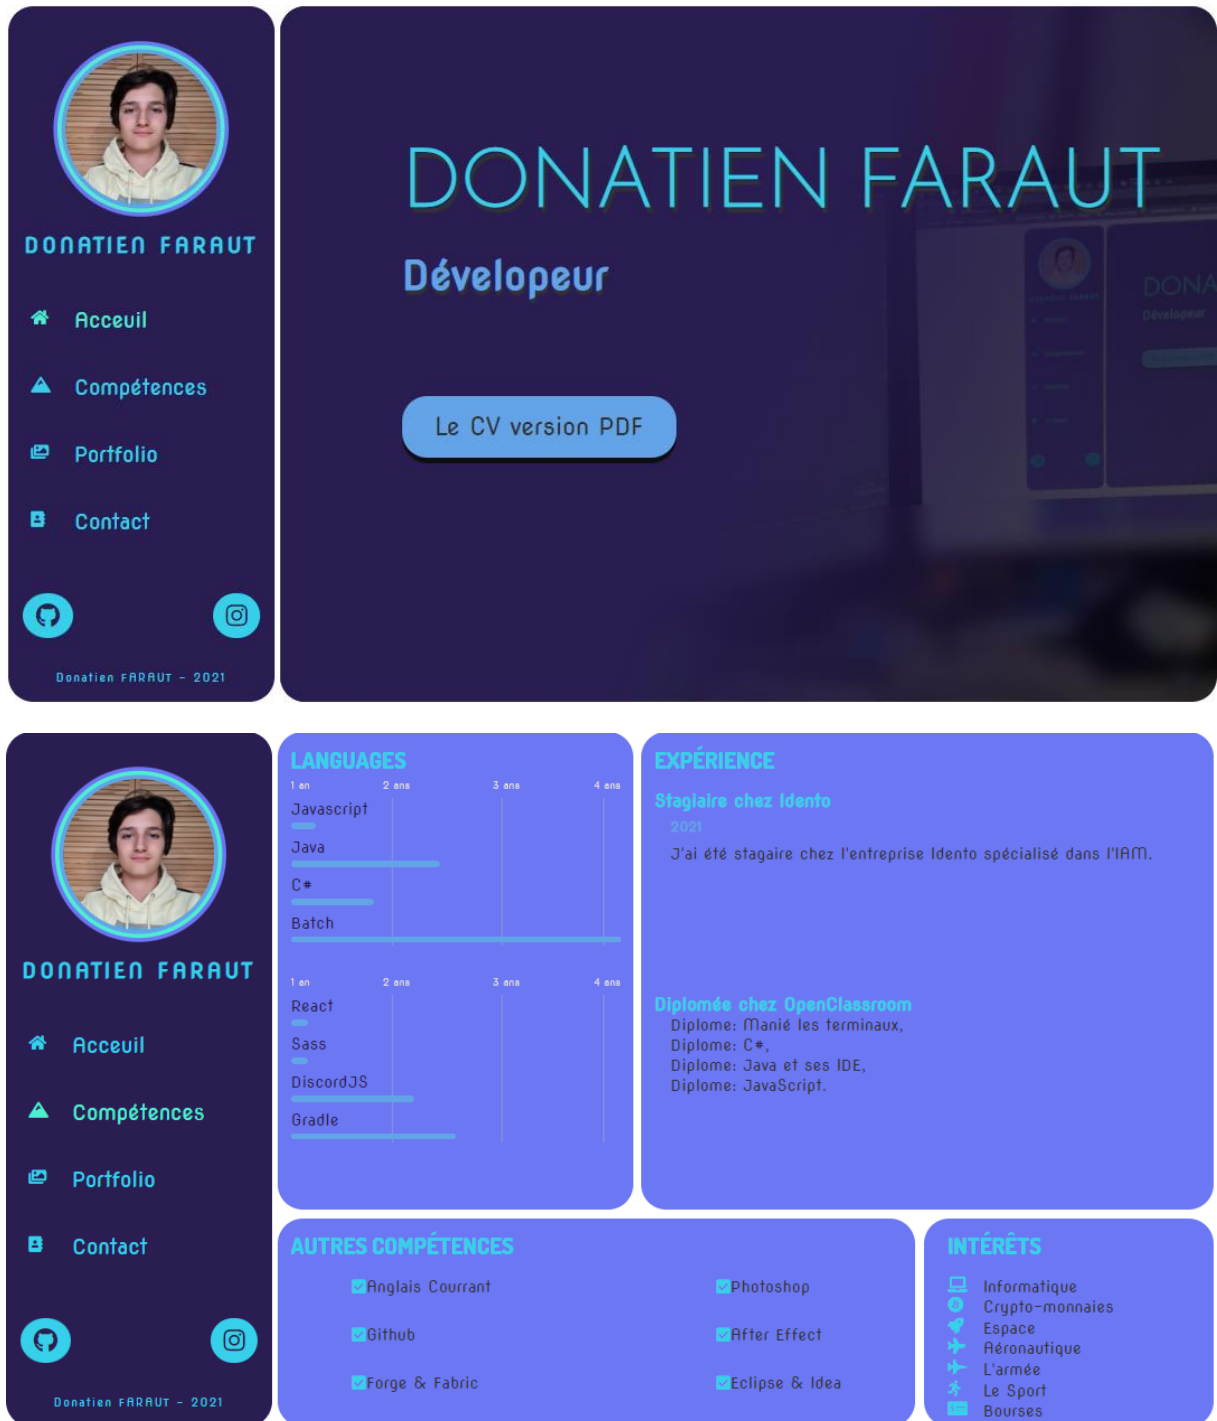 DONATIEN FARAUT
Acceuil
Compétences
Portfolio
Contact
Donatien FARAUT - 2021
DONATIEN FARAUT
Dévelopeur
Le CV version PDF
DONA
Dévelopeur
DONATIEN FARAUT
Acceuil
Compétences
Portfolio
Contact
Donatien FARAUT - 2021
LANGUAGES
1 an 2 ans 3 ans 4 ans
Javascript
Java
C#
Batch
1 an 2 ans 3 ans 4 ans
React
Sass
DiscordJS
Gradle
EXPÉRIENCE
Stagiaire chez Idento
2021
J'ai été stagaire chez l'entreprise Idento spécialisé dans l'IAM.
Diplomée chez OpenClassroom
Diplome: Manié les terminaux,
Diplome: C#,
Diplome: Java et ses IDE,
Diplome: JavaScript.
AUTRES COMPÉTENCES
Anglais Courrant
Photoshop
Github
After Effect
Forge & Fabric
Eclipse & Idea
INTÉRÊTS
Informatique
Crypto-monnaies
Espace
Aéronautique
L'armée
Le Sport
Bourses